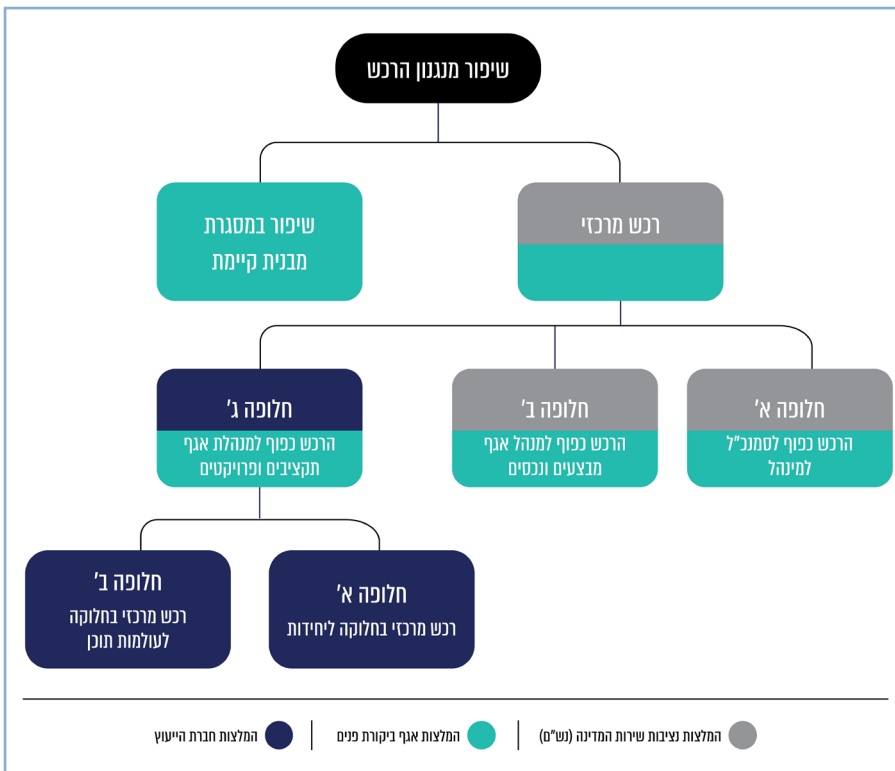 שיפור מנגנון הרכש
רכש מרכזי
שיפור במסגרת
מבנית קיימת
חלופה א'
הרכש כפוף לסמנכ"ל
למינהל
חלופה ב'
הרכש כפוף למנהל אגף
מבצעים ונכסים
חלופה ג'
הרכש כפוף למנהלת אגף
תקציבים ופרויקטים
חלופה א'
רכש מרכזי בחלוקה ליחידות
חלופה ב'
רכש מרכזי בחלוקה
לעולמות תוכן
המלצות נציבות שירות המדינה (נש"ם)
המלצות אגף ביקורת פנים
המלצות חברת הייעוץ